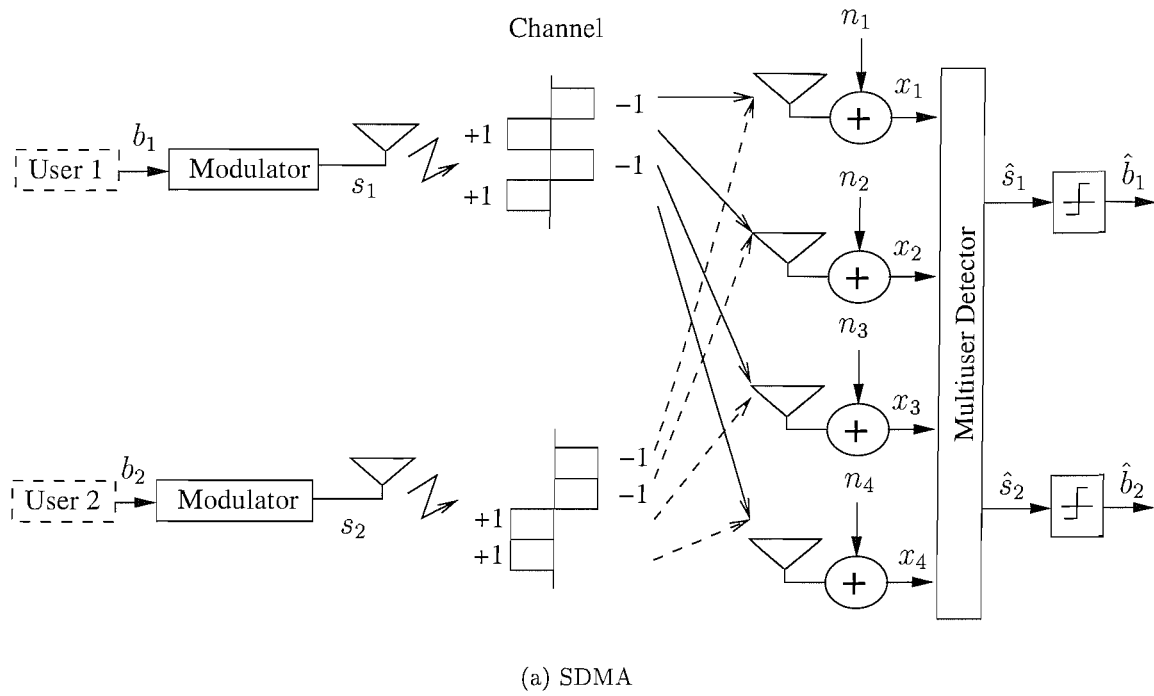 Channel
n₁
-1
x₁
+1
b₁
User 1
Modulator
s₁
-1
+1
ŝ₁
b̂₁
n₂
x₂
Multiuser Detector
n₃
x₃
b₂
User 2
Modulator
s₂
-1
-1
+1
+1
n₄
x₄
ŝ₂
b̂₂
(a) SDMA